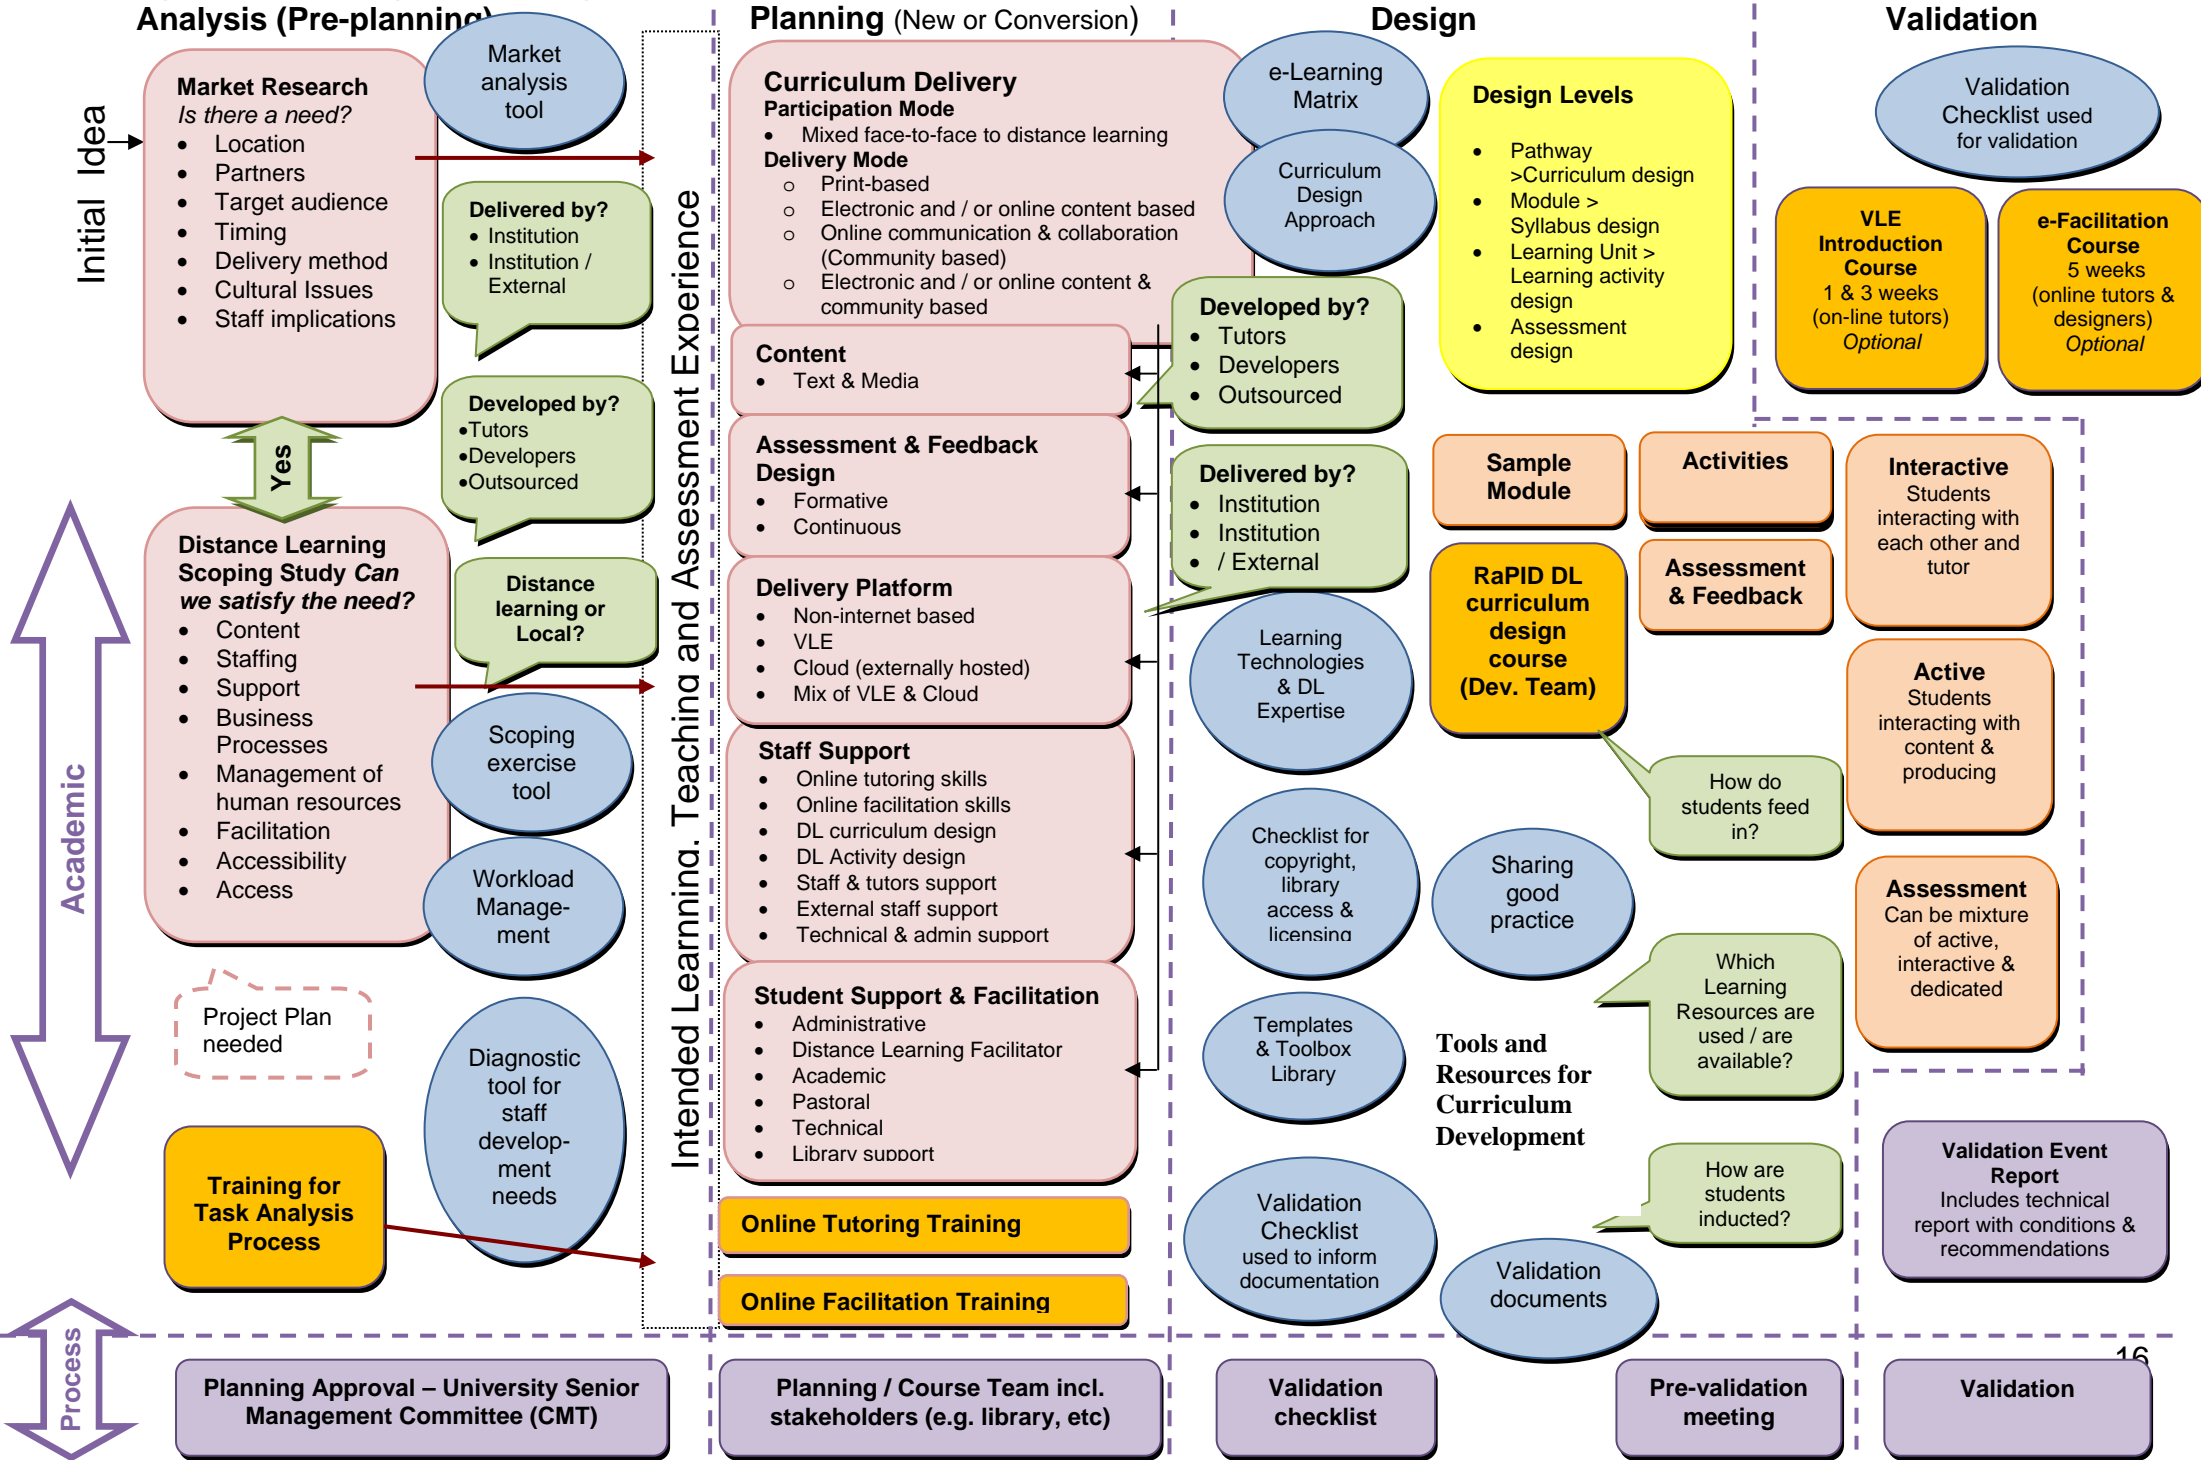 Analysis (Pre-planning)
Planning (New or Conversion)
Design
Validation
Initial Idea
Market Research
Is there a need?
• Location
• Partners
• Target audience
• Timing
• Delivery method
• Cultural Issues
• Staff implications
Market
analysis
tool
Delivered by?
• Institution
• Institution /
External
Developed by?
•Tutors
•Developers
•Outsourced
Yes
Distance Learning
Scoping Study Can
we satisfy the need?
• Content
• Staffing
• Support
• Business
Processes
• Management of
human resources
• Facilitation
• Accessibility
• Access
Distance
learning or
Local?
Scoping
exercise
tool
Workload
Manage-
ment
Academic
Project Plan
needed
Diagnostic
tool for
staff
develop-
ment
needs
Training for
Task Analysis
Process
Intended Learnning. Teaching and Assessment Experience
Curriculum Delivery
Participation Mode
• Mixed face-to-face to distance learning
Delivery Mode
o Print-based
o Electronic and / or online content based
o Online communication & collaboration
(Community based)
o Electronic and / or online content &
community based
Content
• Text & Media
Assessment & Feedback
Design
• Formative
• Continuous
Delivery Platform
• Non-internet based
• VLE
• Cloud (externally hosted)
• Mix of VLE & Cloud
Staff Support
• Online tutoring skills
• Online facilitation skills
• DL curriculum design
• DL Activity design
• Staff & tutors support
• External staff support
• Technical & admin support
Student Support & Facilitation
• Administrative
• Distance Learning Facilitator
• Academic
• Pastoral
• Technical
• Library support
Online Tutoring Training
Online Facilitation Training
e-Learning
Matrix
Curriculum
Design
Approach
Developed by?
• Tutors
• Developers
• Outsourced
Delivered by?
• Institution
• Institution
• / External
Learning
Technologies
& DL
Expertise
Checklist for
copyright,
library
access &
licensing
Templates
& Toolbox
Library
Validation
Checklist
used to inform
documentation
Design Levels
• Pathway
>Curriculum design
• Module >
Syllabus design
• Learning Unit >
Learning activity
design
• Assessment
design
Sample
Module
Activities
RaPID DL
curriculum
design
course
(Dev. Team)
Assessment
& Feedback
How do
students feed
in?
Sharing
good
practice
Which
Learning
Resources are
used / are
available?
Tools and
Resources for
Curriculum
Development
How are
students
inducted?
Validation
documents
Validation
Checklist used
for validation
VLE
Introduction
Course
1 & 3 weeks
(on-line tutors)
Optional
e-Facilitation
Course
5 weeks
(online tutors &
designers)
Optional
Interactive
Students
interacting with
each other and
tutor
Active
Students
interacting with
content &
producing
Assessment
Can be mixture
of active,
interactive &
dedicated
Validation Event
Report
Includes technical
report with conditions &
recommendations
16
Process
Planning Approval – University Senior
Management Committee (CMT)
Planning / Course Team incl.
stakeholders (e.g. library, etc)
Validation
checklist
Pre-validation
meeting
Validation